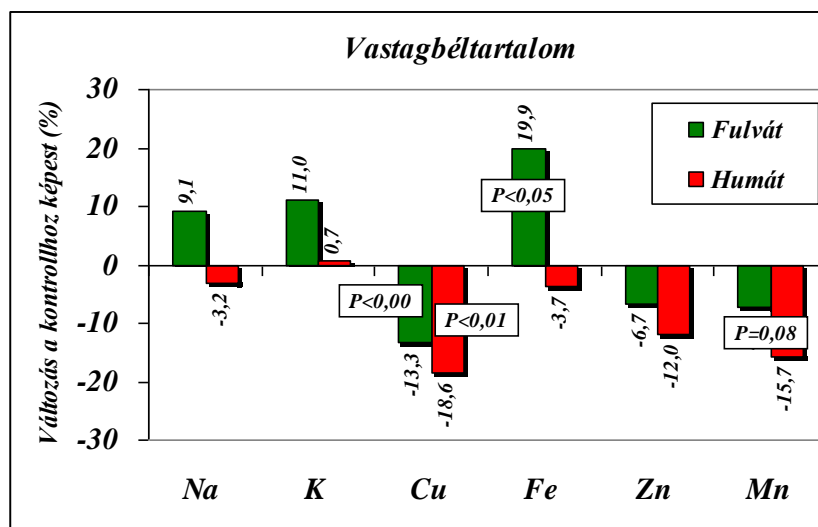 Vastagbéltartalom
Változás a kontrollhoz képest (%)
30
20
10
0
-10
-20
-30
Fulvát
Humát
9,1
-3,2
11,0
0,7
P<0,00
-13,3
P<0,01
-18,6
19,9
P<0,05
-3,7
-6,7
-12,0
P=0,08
-15,7
Na K Cu Fe Zn Mn